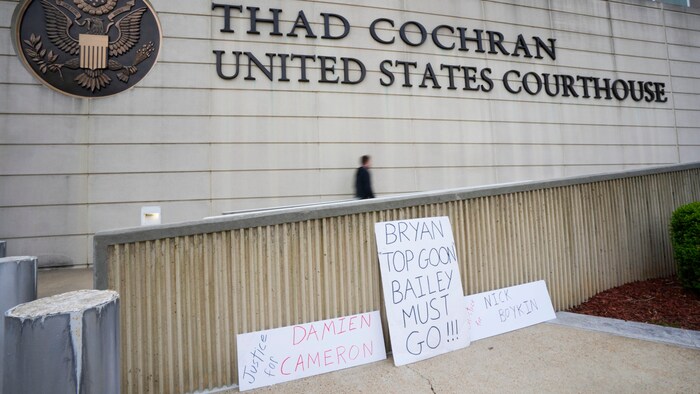 THAD COCHRAN
UNITED STATES COURTHOUSE
BRYAN
TOP GOON
BAILEY
MUST
GO!!!
Justice for
DAMIEN
CAMERON
NICK
BOYKIN